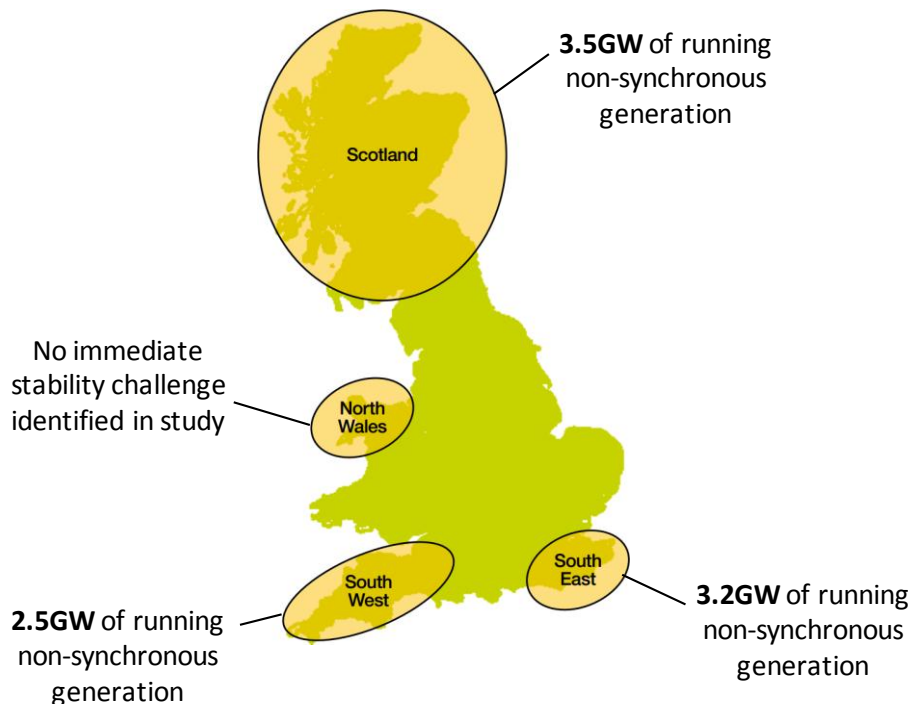 3.5GW of running
non-synchronous
generation
Scotland
No immediate
stability challenge
identified in study
North
Wales
South
West
South
East
2.5GW of running
non-synchronous
generation
3.2GW of running
non-synchronous
generation